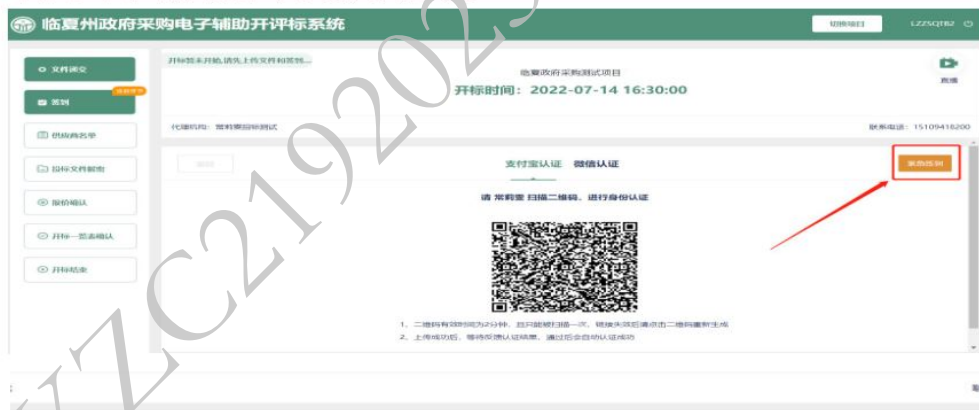 临夏州政府采购电子辅助开评标系统
切换项目
LZZSQTB2
文件递交
开标暂未开始,请先上传文件和签到...
临夏政府采购测试项目
直播
开标时间：2022-07-14 16:30:00
签到
供应商名单
代理机构: 常莉雯招标测试
联系电话: 15109418200
投标文件解密
支付宝认证 微信认证
报价确认
请 常莉雯 扫描二维码，进行身份认证
开标一览表确认
开标结束
1、二维码有效时间为2分钟，且只能被扫描一次，链接失效后请点击二维码重新生成
2、上传成功后，等待反馈认证结果，通过后会自动认证成功